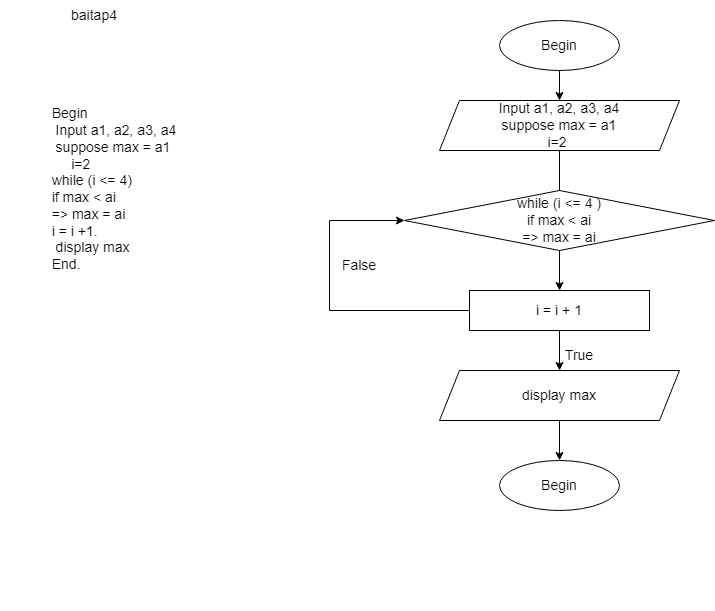 baitap4
Begin
Input a1, a2, a3, a4
suppose max = a1
i=2
while (i <= 4)
if max < ai
=> max = ai
i = i +1.
display max
End.
Begin
Input a1, a2, a3, a4
suppose max = a1
i=2
while (i <= 4 )
if max < ai
=> max = ai
False
i = i + 1
True
display max
Begin